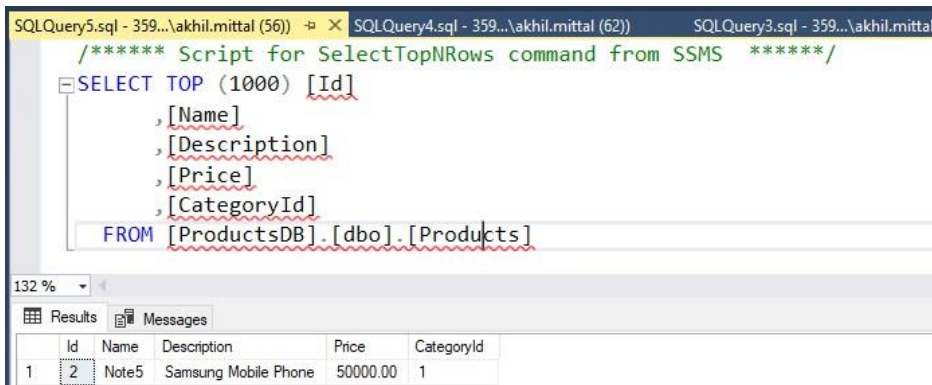 SQLQuery5.sql - 359...\akhil.mittal (56)) SQLQuery4.sql - 359...\akhil.mittal (62)) SQLQuery3.sql - 359...\akhil.mittal
/****** Script for SelectTopNRows command from SSMS ******/
SELECT TOP (1000) [Id]
,[Name]
,[Description]
,[Price]
,[CategoryId]
FROM [ProductsDB].[dbo].[Products]
132 %
Results Messages
Id Name Description Price CategoryId
1 2 Note5 Samsung Mobile Phone 50000.00 1